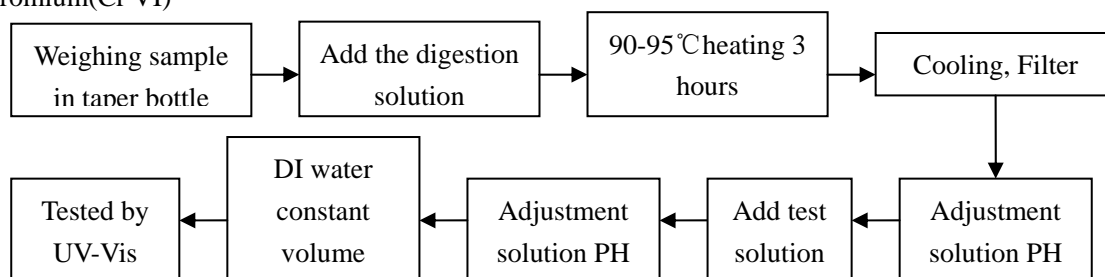 romium(Cr VI)
Weighing sample
in taper bottle
Add the digestion
solution
90-95℃heating 3
hours
Cooling, Filter
Adjustment
solution PH
Add test
solution
Adjustment
solution PH
DI water
constant
volume
Tested by
UV-Vis